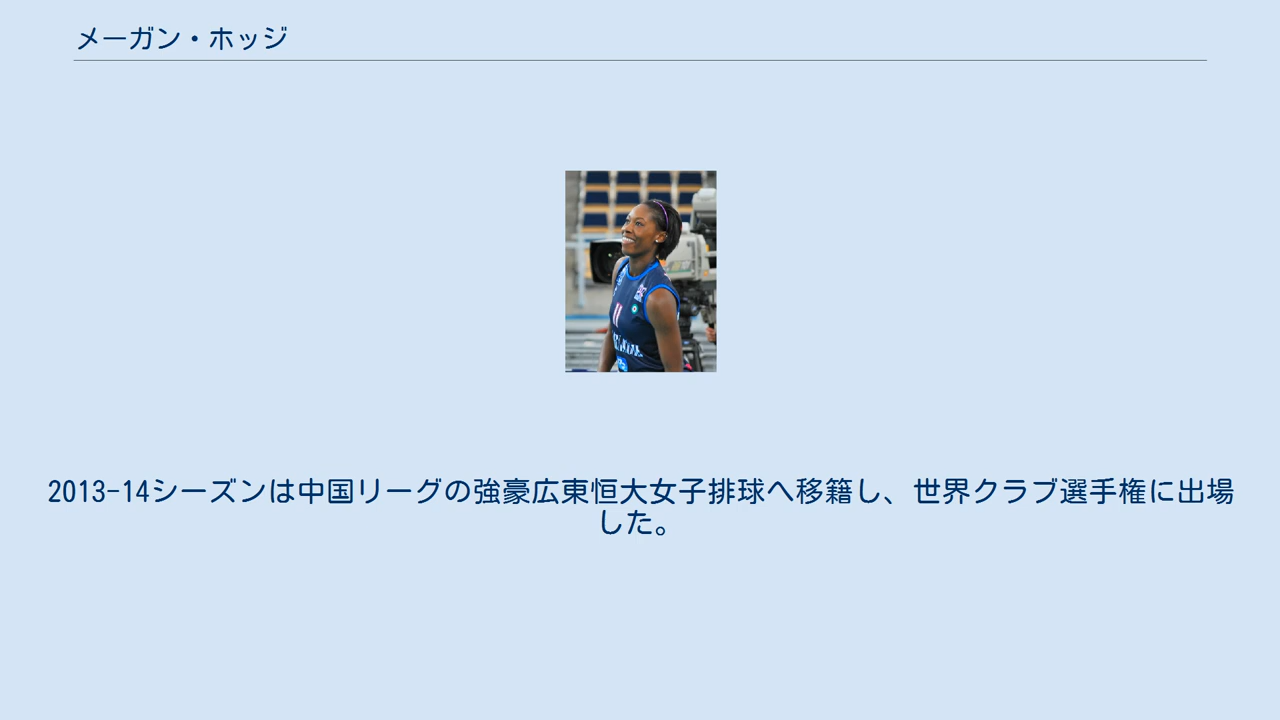 メーガン・ホッジ
2013-14シーズンは中国リーグの強豪広東恒大女子排球へ移籍し、世界クラブ選手権に出場
した。